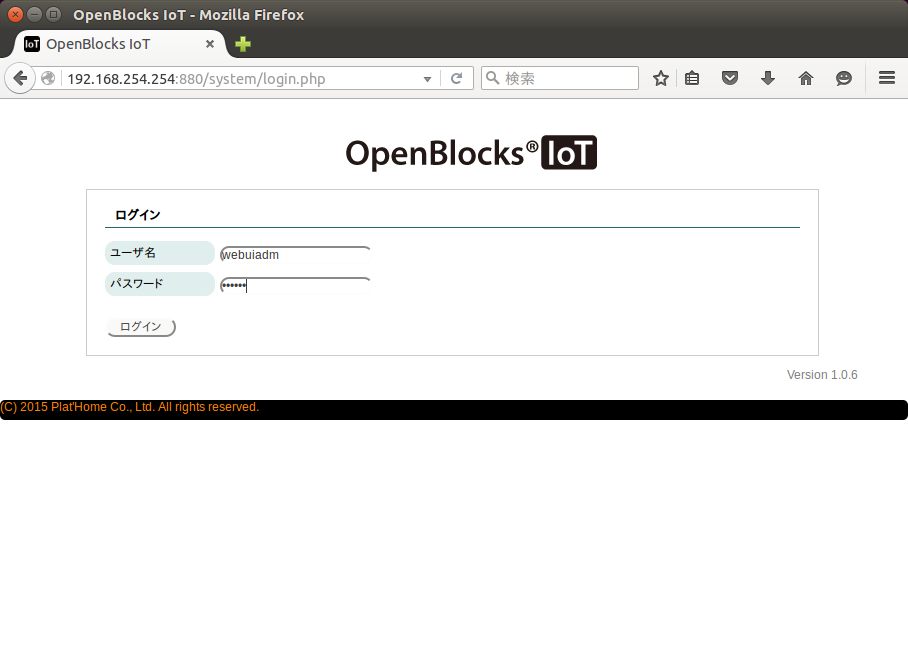 OpenBlocks IoT - Mozilla Firefox
IoT OpenBlocks IoT
192.168.254.254:880/system/login.php
検索
OpenBlocks® IoT
ログイン
ユーザ名 webuiadm
パスワード ••••••
ログイン
Version 1.0.6
(C) 2015 Plat'Home Co., Ltd. All rights reserved.